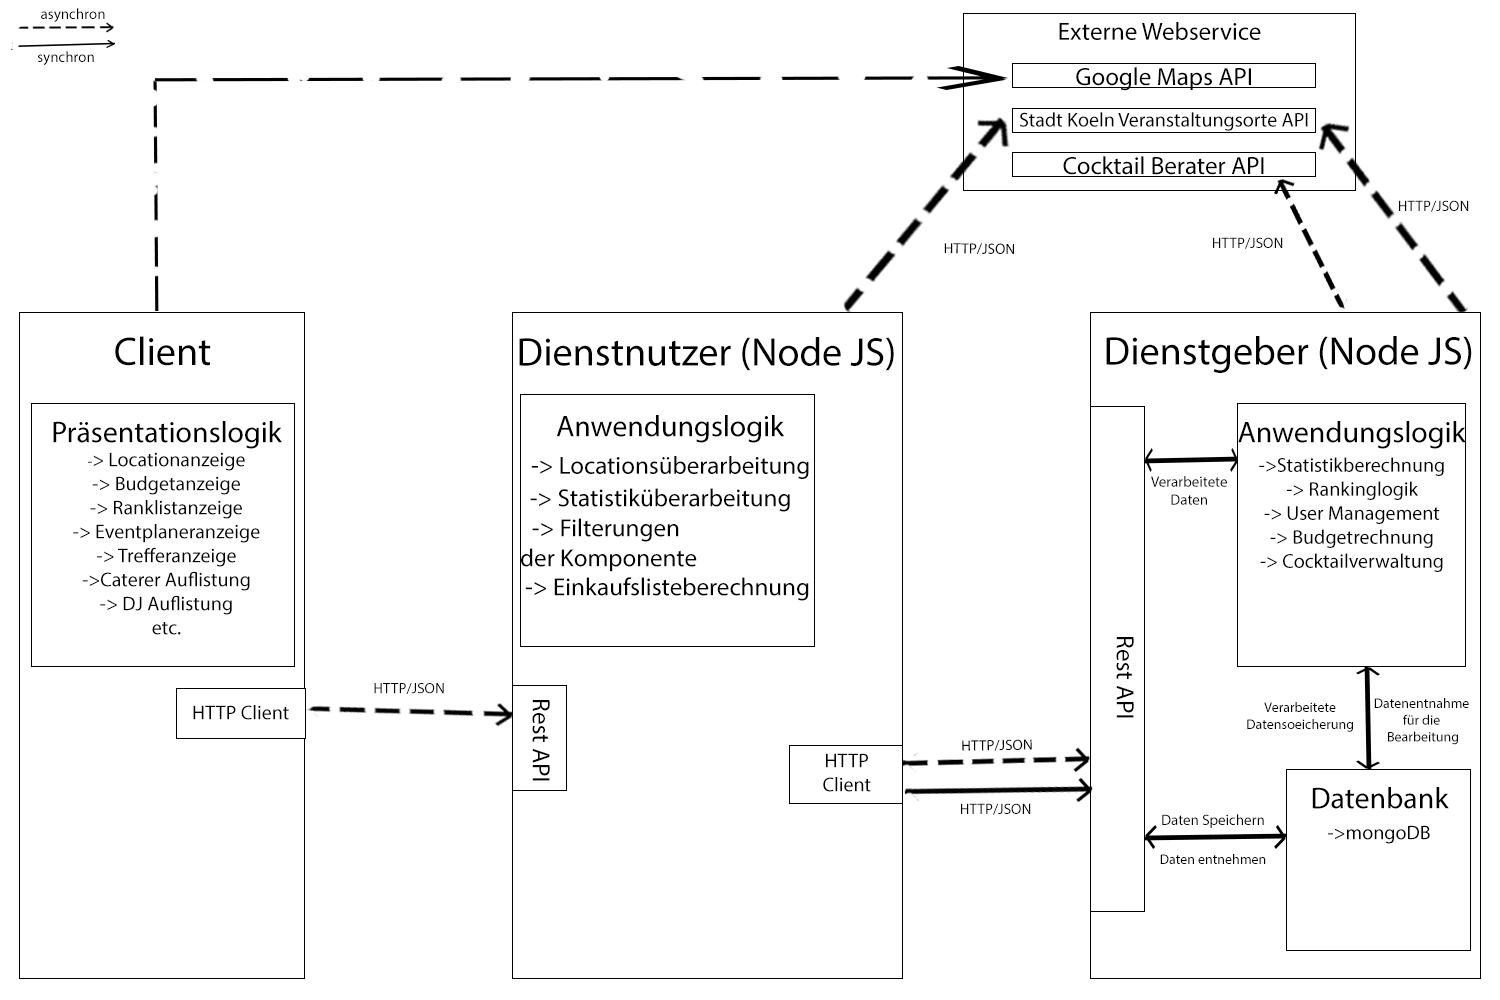 asynchron
synchron
Externe Webservice
Google Maps API
Stadt Koeln Veranstaltungsorte API
Cocktail Berater API
HTTP/JSON
HTTP/JSON
HTTP/JSON
Client
Präsentationslogik
-> Locationanzeige
-> Budgetanzeige
-> Ranklistanzeige
-> Eventplaneranzeige
-> Trefferanzeige
->Caterer Auflistung
-> DJ Auflistung
etc.
HTTP Client
HTTP/JSON
Dienstnutzer (Node JS)
Anwendungslogik
-> Locationsüberarbeitung
-> Statistiküberarbeitung
-> Filterungen
der Komponente
-> Einkaufslisteberechnung
Rest API
HTTP
Client
HTTP/JSON
HTTP/JSON
Dienstgeber (Node JS)
Rest API
Anwendungslogik
->Statistikberechnung
-> Rankinglogik
-> User Management
-> Budgetrechnung
-> Cocktailverwaltung
Verarbeitete
Daten
Verarbeitete
Datensoeicherung
Datenentnahme
für die
Bearbeitung
Daten Speichern
Daten entnehmen
Datenbank
->mongoDB